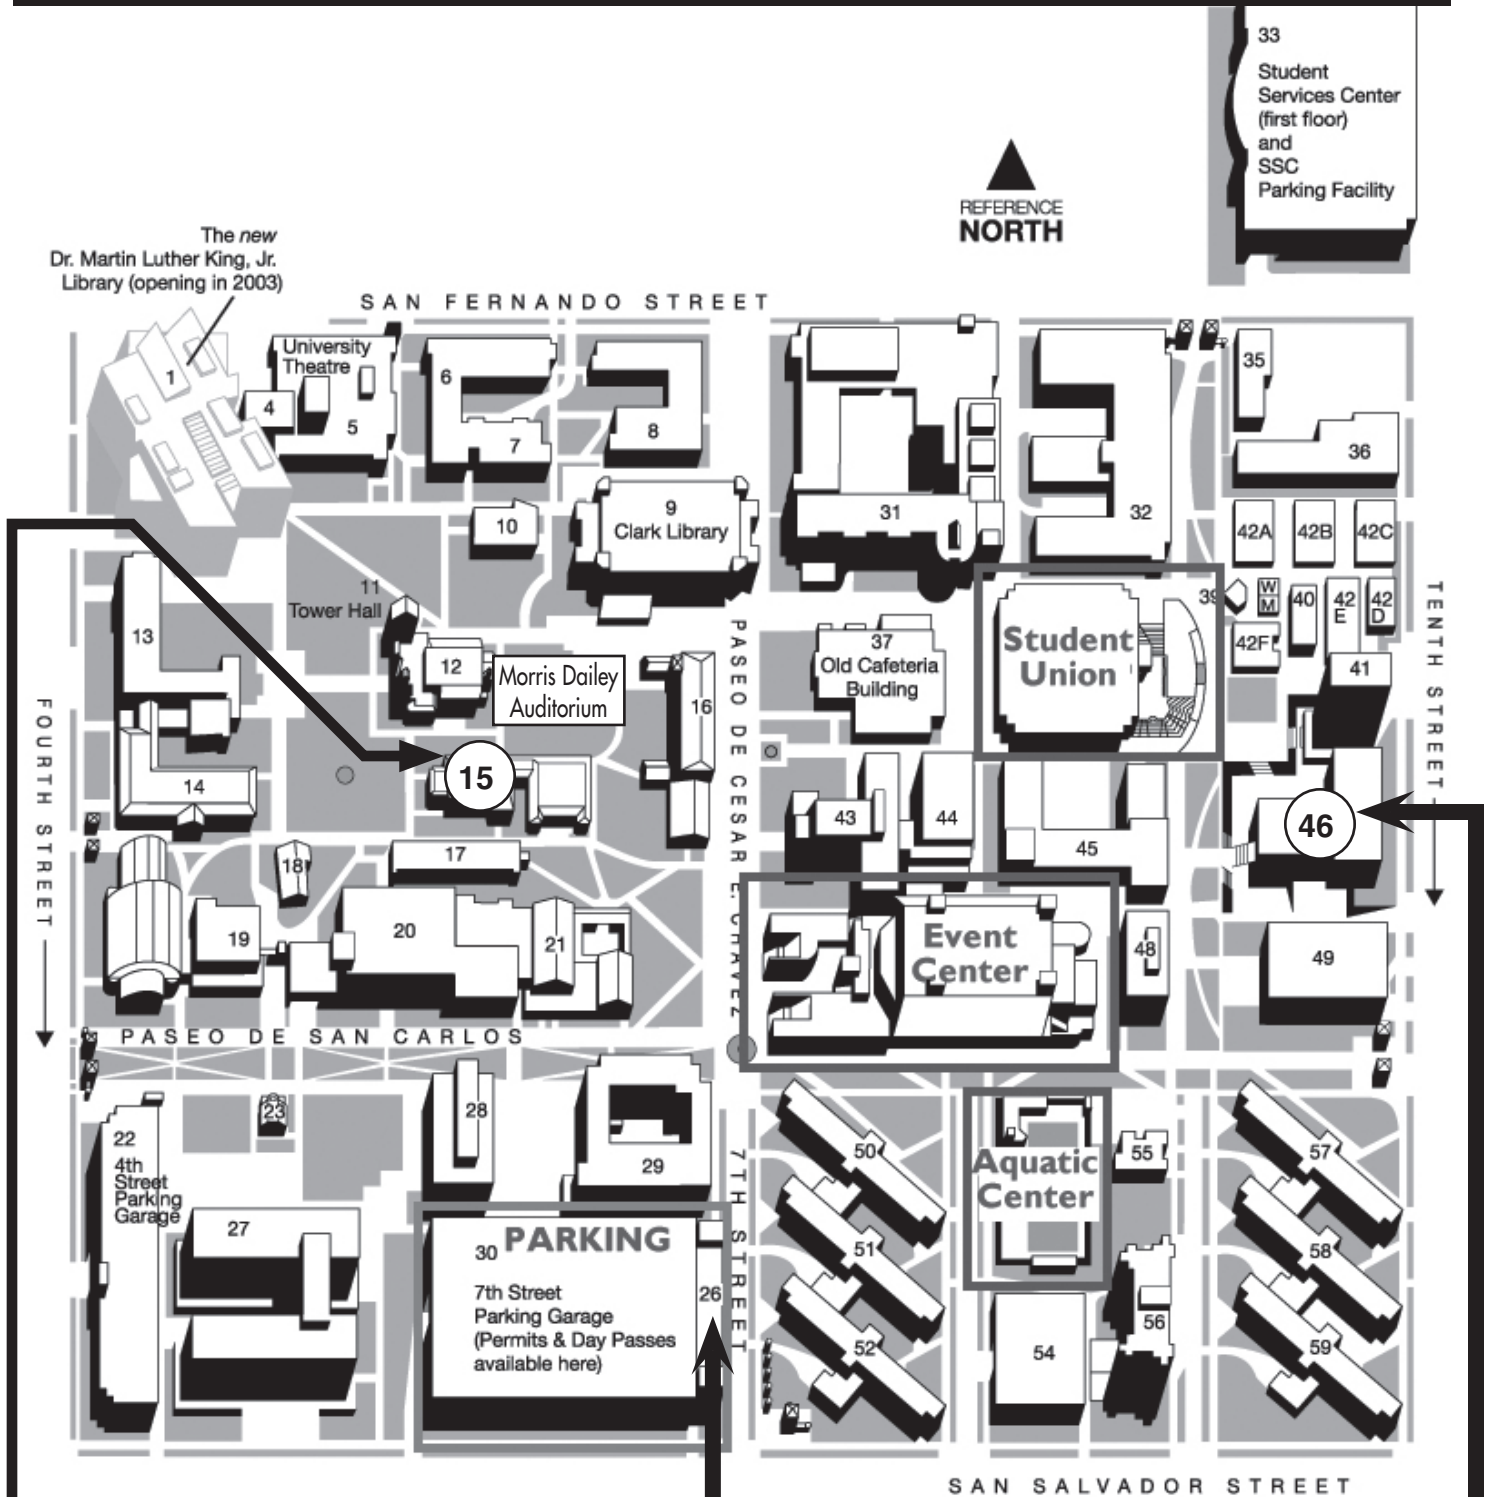 33
Student
Services Center
(first floor)
and
SSC
Parking Facility
REFERENCE
NORTH
The new
Dr. Martin Luther King, Jr.
Library (opening in 2003)
SAN FERNANDO STREET
1
4
University
Theatre
5
6
7
8
9
Clark Library
10
31
32
35
36
42A
42B
42C
11
Tower Hall
12
Morris Dailey
Auditorium
13
14
15
16
37
Old Cafeteria
Building
Student
Union
39
W
M
40
42
E
42
D
42F
41
FOURTH STREET
PASEO DE CESAR E. CHAVEZ
TENTH STREET
17
18
19
20
21
43
44
45
46
Event
Center
48
49
PASEO DE SAN CARLOS
22
4th
Street
Parking
Garage
23
27
28
29
30
PARKING
7th Street
Parking Garage
(Permits & Day Passes
available here)
26
7TH STREET
50
51
52
Aquatic
Center
54
55
56
57
58
59
SAN SALVADOR STREET